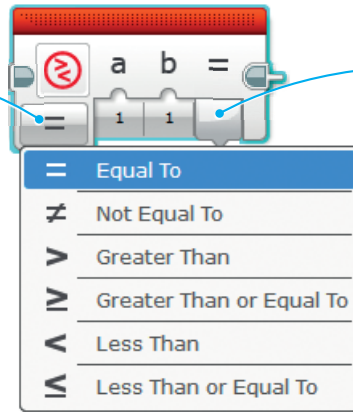 a b =
= 1 1
= Equal To
≠ Not Equal To
> Greater Than
≥ Greater Than or Equal To
< Less Than
≤ Less Than or Equal To